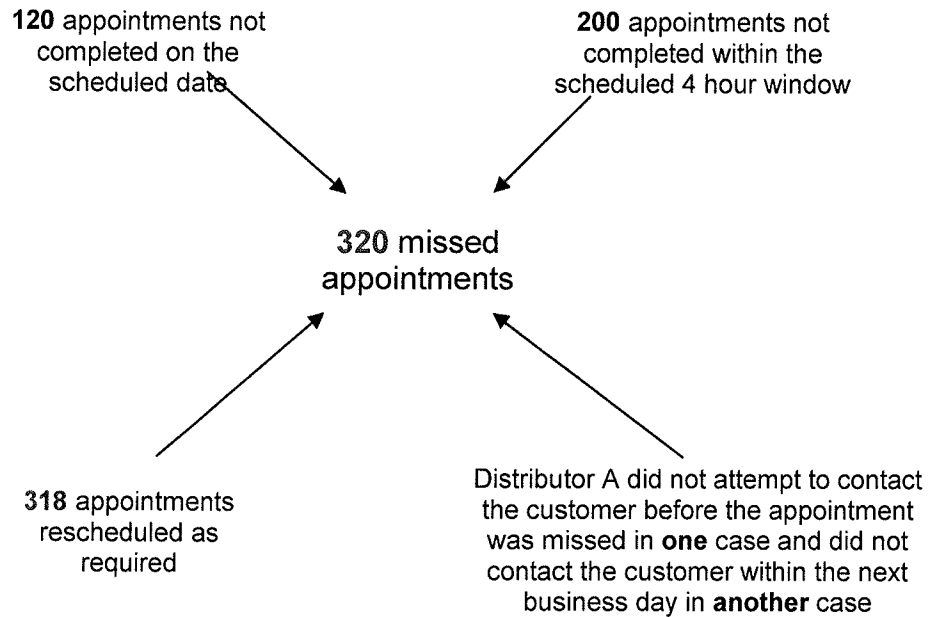 120 appointments not
completed on the
scheduled date
200 appointments not
completed within the
scheduled 4 hour window
320 missed
appointments
318 appointments
rescheduled as
required
Distributor A did not attempt to contact
the customer before the appointment
was missed in one case and did not
contact the customer within the next
business day in another case